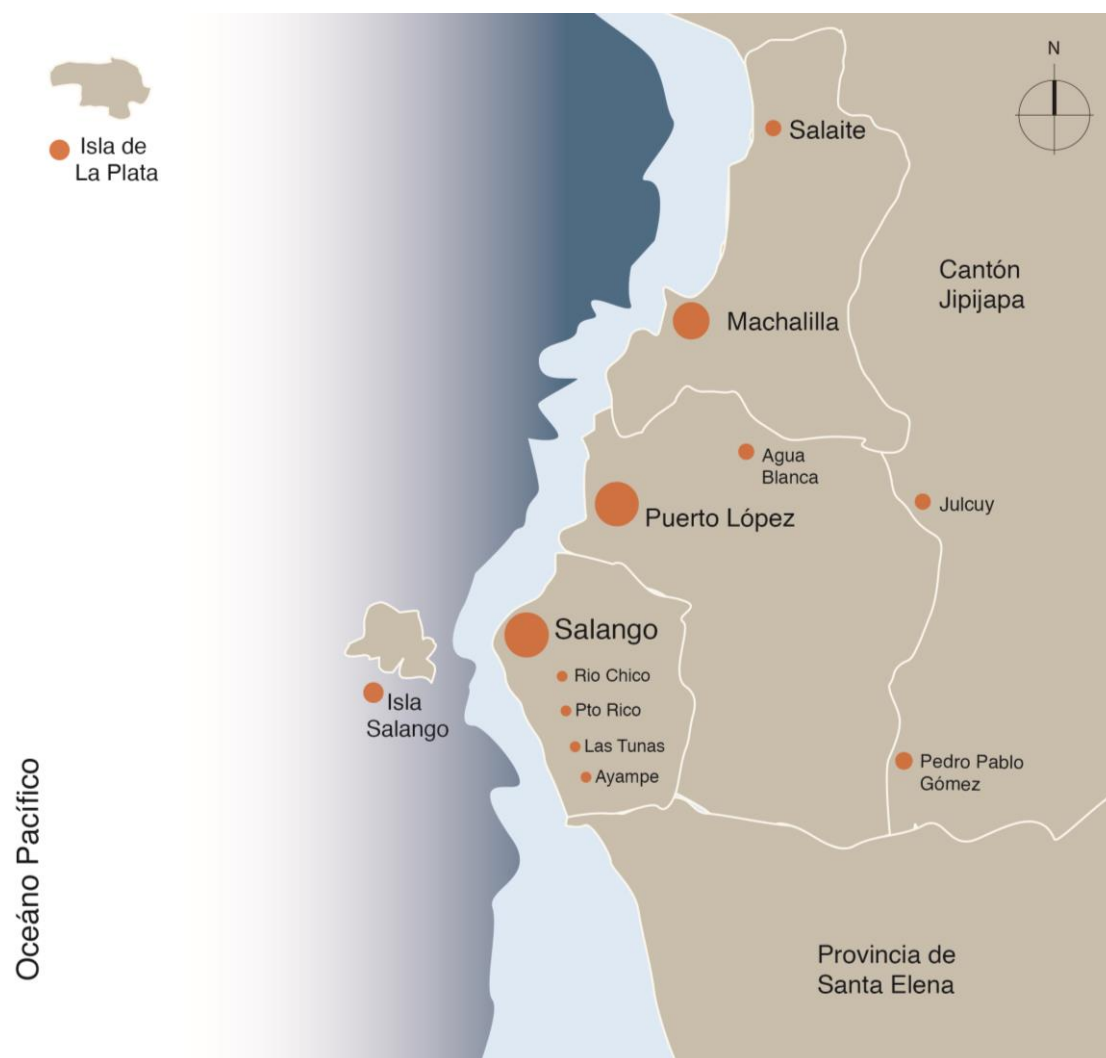 N
Isla de
La Plata
Salaite
Cantón
Jipijapa
Machalilla
Agua
Blanca
Julcuy
Puerto López
Salango
Rio Chico
Isla
Salango
Pto Rico
Las Tunas
Ayampe
Pedro Pablo
Gómez
Oceáno Pacífico
Provincia de
Santa Elena